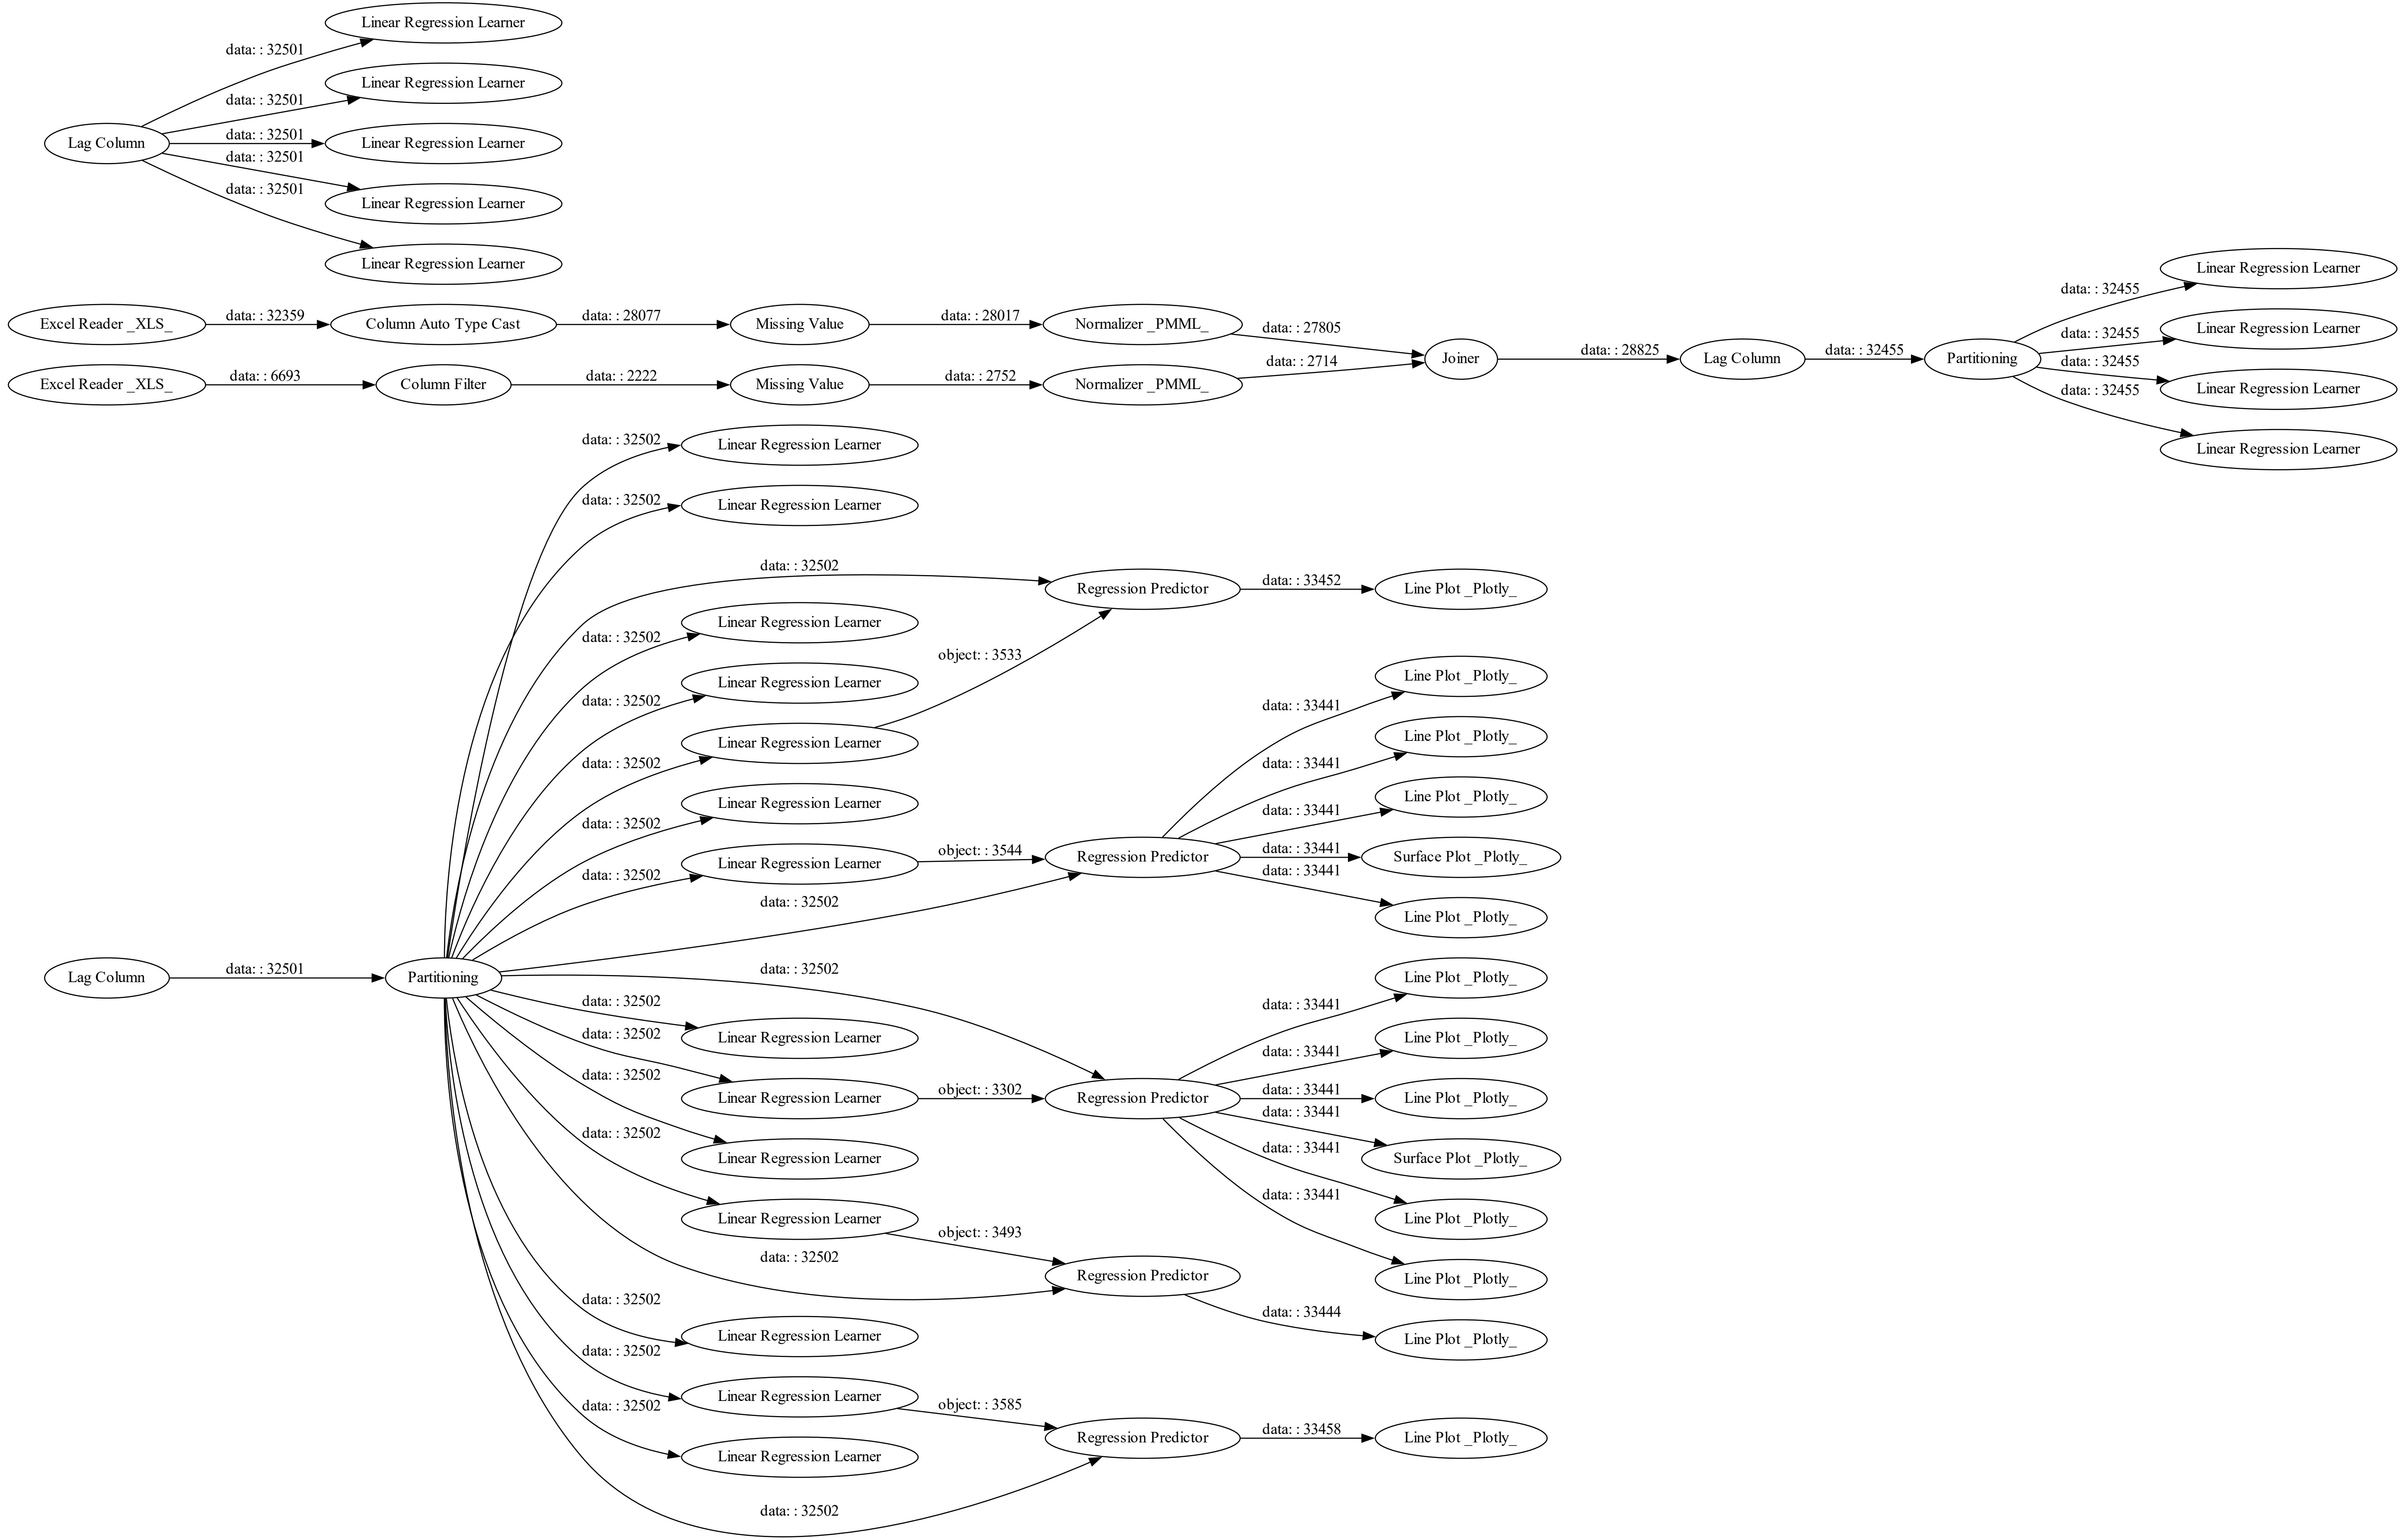 Linear Regression Learner
data: : 32501
Linear Regression Learner
data: : 32501
Lag Column
data: : 32501
Linear Regression Learner
data: : 32501
Linear Regression Learner
data: : 32501
Linear Regression Learner
Excel Reader _XLS_
data: : 32359
Column Auto Type Cast
data: : 28077
Missing Value
data: : 28017
Normalizer _PMML_
data: : 27805
Excel Reader _XLS_
data: : 6693
Column Filter
data: : 2222
Missing Value
data: : 2752
Normalizer _PMML_
data: : 2714
Joiner
data: : 28825
Lag Column
data: : 32455
Partitioning
data: : 32455
Linear Regression Learner
data: : 32455
Linear Regression Learner
data: : 32455
Linear Regression Learner
data: : 32455
Linear Regression Learner
data: : 32502
Linear Regression Learner
data: : 32502
Linear Regression Learner
data: : 32502
Regression Predictor
data: : 33452
Line Plot _Plotly_
data: : 32502
Linear Regression Learner
data: : 32502
Linear Regression Learner
object: : 3533
data: : 32502
Linear Regression Learner
data: : 32502
Linear Regression Learner
data: : 32502
Linear Regression Learner
object: : 3544
Regression Predictor
data: : 32502
data: : 33441
Line Plot _Plotly_
data: : 33441
Line Plot _Plotly_
data: : 33441
Line Plot _Plotly_
data: : 33441
Surface Plot _Plotly_
data: : 33441
Line Plot _Plotly_
Lag Column
data: : 32501
Partitioning
data: : 32502
data: : 32502
Linear Regression Learner
data: : 32502
Linear Regression Learner
object: : 3302
Regression Predictor
data: : 33441
Line Plot _Plotly_
data: : 33441
Line Plot _Plotly_
data: : 33441
Line Plot _Plotly_
data: : 33441
Surface Plot _Plotly_
data: : 33441
Line Plot _Plotly_
data: : 33441
Line Plot _Plotly_
data: : 32502
Linear Regression Learner
data: : 32502
Linear Regression Learner
object: : 3493
data: : 32502
Regression Predictor
data: : 33444
Line Plot _Plotly_
data: : 32502
Linear Regression Learner
data: : 32502
Linear Regression Learner
object: : 3585
Regression Predictor
data: : 33458
Line Plot _Plotly_
data: : 32502
Linear Regression Learner
data: : 32502